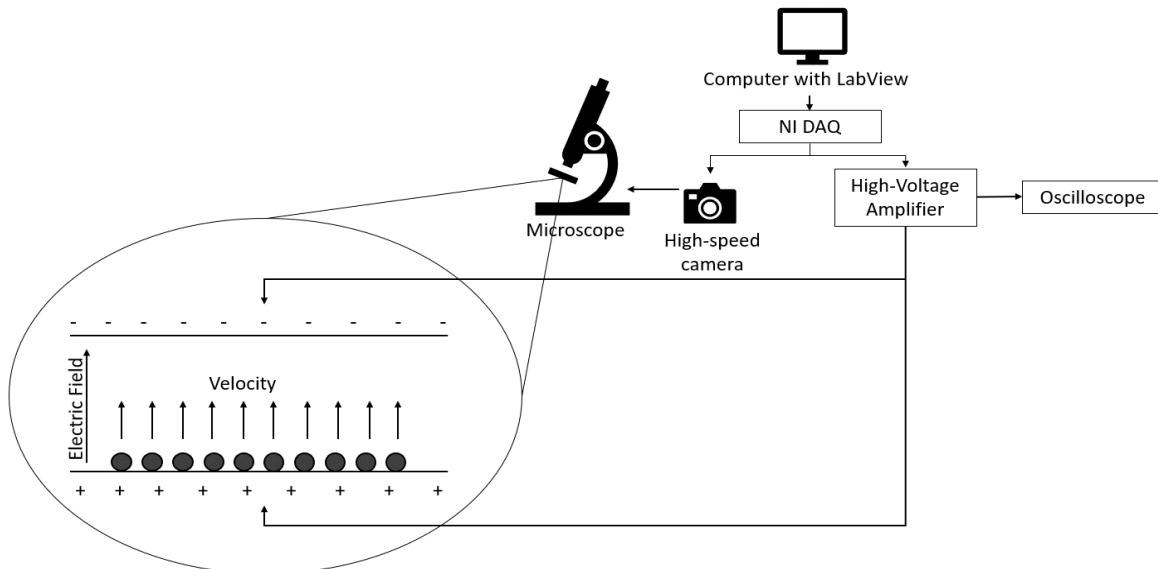 Computer with LabView
NI DAQ
High-Voltage
Amplifier
Oscilloscope
Microscope
High-speed
camera
- - - - - - - - - -
Electric Field
Velocity
+ + + + + + + + +